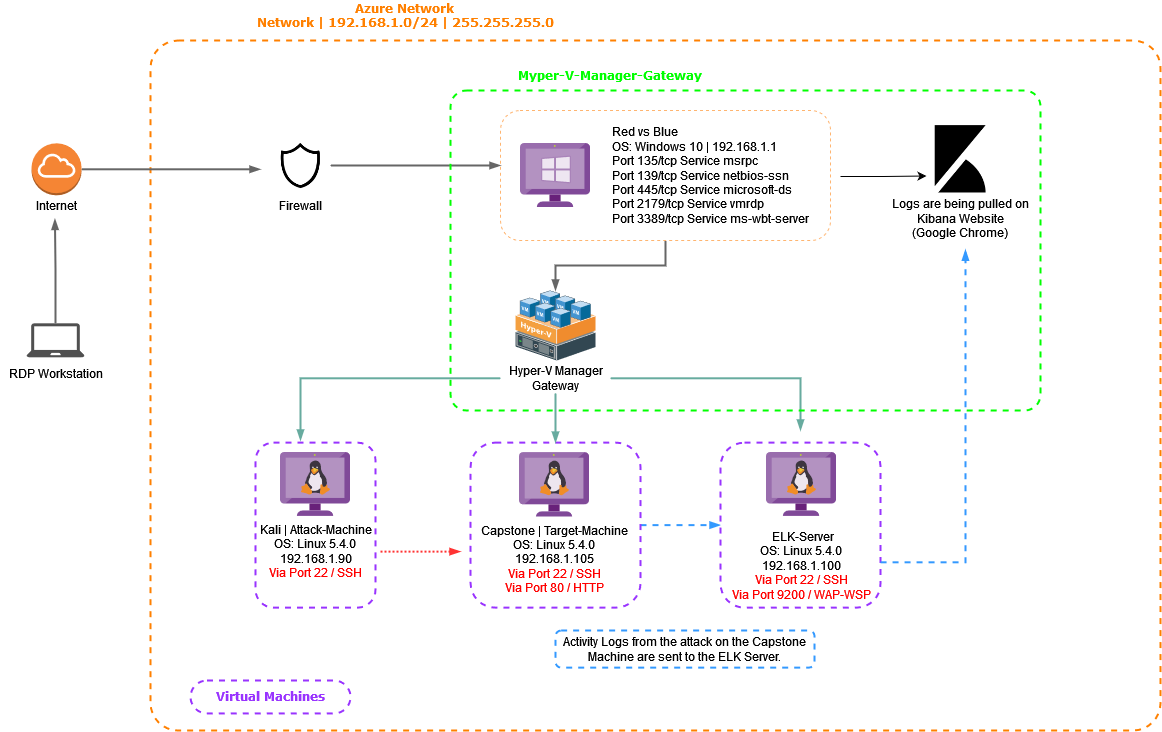 Azure Network
Network | 192.168.1.0/24 | 255.255.255.0
Myper-V-Manager-Gateway
Red vs Blue
OS: Windows 10 | 192.168.1.1
Port 135/tcp Service msrpc
Port 139/tcp Service netbios-ssn
Port 445/tcp Service microsoft-ds
Port 2179/tcp Service vmrdp
Port 3389/tcp Service ms-wbt-server
Logs are being pulled on
Kibana Website
(Google Chrome)
Internet
Firewall
RDP Workstation
VM
VM
VM
VM
Hyper-V
Hyper-V Manager
Gateway
Kali | Attack-Machine
OS: Linux 5.4.0
192.168.1.90
Via Port 22 / SSH
Capstone | Target-Machine
OS: Linux 5.4.0
192.168.1.105
Via Port 22 / SSH
Via Port 80 / HTTP
ELK-Server
OS: Linux 5.4.0
192.168.1.100
Via Port 22 / SSH
Via Port 9200 / WAP-WSP
Activity Logs from the attack on the Capstone
Machine are sent to the ELK Server.
Virtual Machines